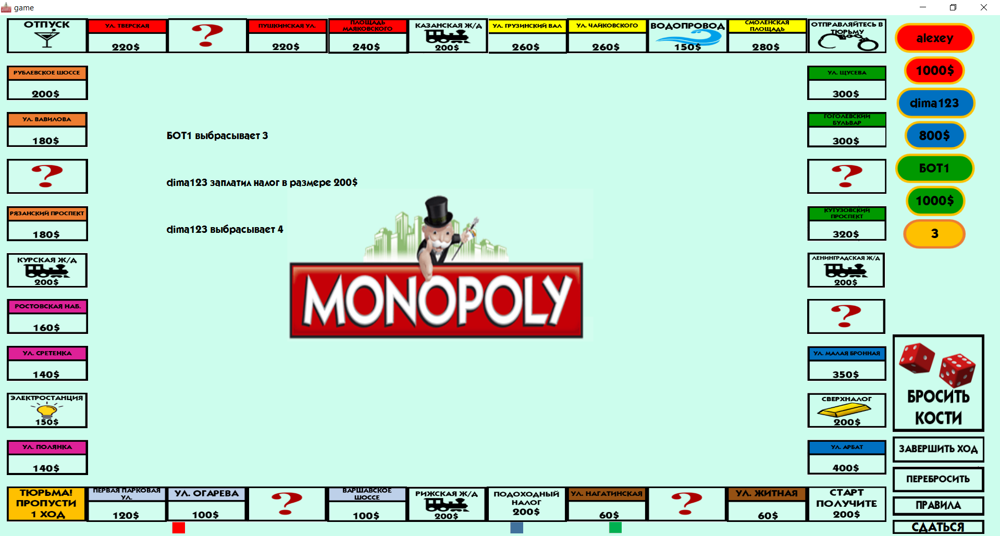 game
ОТПУСК
УЛ. ТВЕРСКАЯ
220$
?
ПУШКИНСКАЯ УЛ.
220$
ПЛОЩАДЬ
МАЯКОВСКОГО
240$
КАЗАНСКАЯ Ж/Д
200$
УЛ. ГРУЗИНСКИЙ ВАЛ
260$
УЛ. ЧАЙКОВСКОГО
260$
ВОДОПРОВОД
150$
СМОЛЕНСКАЯ
ПЛОЩАДЬ
280$
ОТПРАВЛЯЙТЕСЬ В
ТЮРЬМУ
alexey
1000$
dima123
800$
БОТ1
1000$
3
РУБЛЕВСКОЕ ШОССЕ
200$
УЛ. ВАВИЛОВА
180$
?
РЯЗАНСКИЙ ПРОСПЕКТ
180$
КУРСКАЯ Ж/Д
200$
РОСТОВСКАЯ НАБ.
160$
УЛ. СРЕТЕНКА
140$
ЭЛЕКТРОСТАНЦИЯ
150$
УЛ. ПОЛЯНКА
140$
БОТ1 выбрасывает 3
dima123 заплатил налог в размере 200$
dima123 выбрасывает 4
MONOPOLY
УЛ. ЩУСЕВА
300$
ГОГОЛЕВСКИЙ
БУЛЬВАР
300$
?
КУТУЗОВСКИЙ
ПРОСПЕКТ
320$
ЛЕНИНГРАДСКАЯ Ж/Д
200$
?
УЛ. МАЛАЯ БРОННАЯ
350$
СВЕРХНАЛОГ
200$
УЛ. АРБАТ
400$
БРОСИТЬ
КОСТИ
ЗАВЕРШИТЬ ХОД
ПЕРЕБРОСИТЬ
ПРАВИЛА
СДАТЬСЯ
ТЮРЬМА!
ПРОПУСТИ
1 ХОД
ПЕРВАЯ ПАРКОВАЯ
УЛ.
120$
УЛ. ОГАРЕВА
100$
?
ВАРШАВСКОЕ
ШОССЕ
100$
РИЖСКАЯ Ж/Д
200$
ПОДОХОДНЫЙ
НАЛОГ
200$
УЛ. НАГАТИНСКАЯ
60$
?
УЛ. ЖИТНАЯ
60$
СТАРТ
ПОЛУЧИТЕ
200$